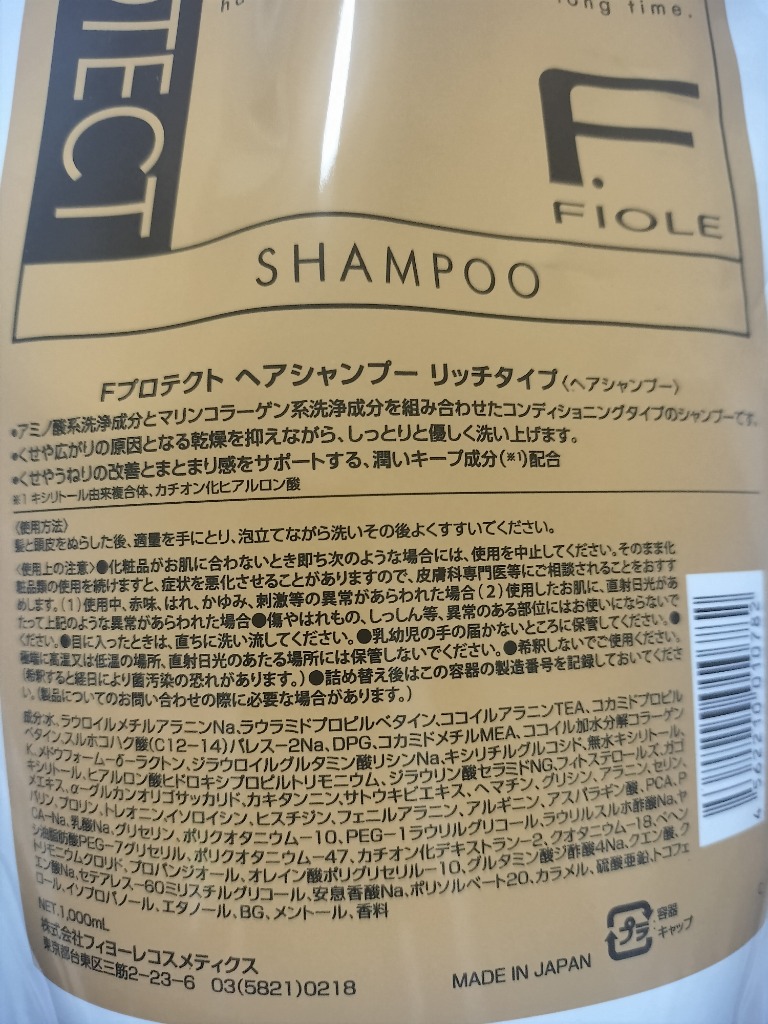 ong time.
OTECT
F.
FIOLE
SHAMPOO
Fプロテクト ヘアシャンプー リッチタイプ〈ヘアシャンプー〉
●アミノ酸系洗浄成分とマリンコラーゲン系洗浄成分を組み合わせたコンディショニングタイプのシャンプーです。
●くせや広がりの原因となる乾燥を抑えながら、しっとりと優しく洗い上げます。
●くせやうねりの改善とまとまり感をサポートする、潤いキープ成分(※1)配合
※1 キシリトール由来複合体、カチオン化ヒアルロン酸
〈使用方法〉
髪と頭皮をぬらした後、適量を手にとり、泡立てながら洗いその後よくすすいでください。
〈使用上の注意〉●化粧品がお肌に合わないとき即ち次のような場合には、使用を中止してください。そのまま化
粧品類の使用を続けますと、症状を悪化させることがありますので、皮膚科専門医等にご相談されることをおすす
めします。(1)使用中、赤味、はれ、かゆみ、刺激等の異常があらわれた場合(2)使用したお肌に、直射日光があ
たって上記のような異常があらわれた場合●傷やはれもの、しっしん等、異常のある部位にはお使いにならないで
ください。●目に入ったときは、直ちに洗い流してください。●乳幼児の手の届かないところに保管してください。●
極端に高温又は低温の場所、直射日光のあたる場所には保管しないでください。●希釈しないでご使用ください。
(希釈すると経日により菌汚染の恐れがあります。)●詰め替え後はこの容器の製造番号を記録しておいてくださ
い。(製品についてのお問い合わせの際に必要な場合があります。)
成分:水、ラウロイルメチルアラニンNa、ラウラミドプロピルベタイン、ココイルアラニンTEA、コカミドプロピル
ベタイン、スルホコハク酸(C12-14)パレス-2Na、DPG、コカミドメチルMEA、ココイル加水分解コラーゲン
K、メドウフォーム-δ-ラクトン、ジラウロイルグルタミン酸リシンNa、キシリチルグルコシド、無水キシリトール、
キシリトール、ヒアルロン酸ヒドロキシプロピルトリモニウム、ジラウリン酸セラミドNG、フィトステロールズ、ガゴ
メエキス、α-グルカンオリゴサッカリド、カキタンニン、サトウキビエキス、ヘマチン、グリシン、アラニン、セリン、
バリン、プロリン、トレオニン、イソロイシン、ヒスチジン、フェニルアラニン、アルギニン、アスパラギン酸、PCA、P
CA-Na、乳酸Na、グリセリン、ポリクオタニウム-10、PEG-1ラウリルグリコール、ラウリルスルホ酢酸Na、ヤ
シ油脂肪酸PEG-7グリセリル、ポリクオタニウム-47、カチオン化デキストラン-2、クオタニウム-18、ベヘン
トリモニウムクロリド、プロパンジオール、オレイン酸ポリグリセリル-10、グルタミン酸ジ酢酸4Na、クエン酸、ク
エン酸Na、セテアレス-60ミリスチルグリコール、安息香酸Na、ポリソルベート20、カラメル、硫酸亜鉛、トコフェ
ロール、イソプロパノール、エタノール、BG、メントール、香料
NET.1,000mL
株式会社フィヨーレコスメティクス
東京都台東区三筋2-23-6 03(5821)0218
MADE IN JAPAN
プラ
容器
キャップ